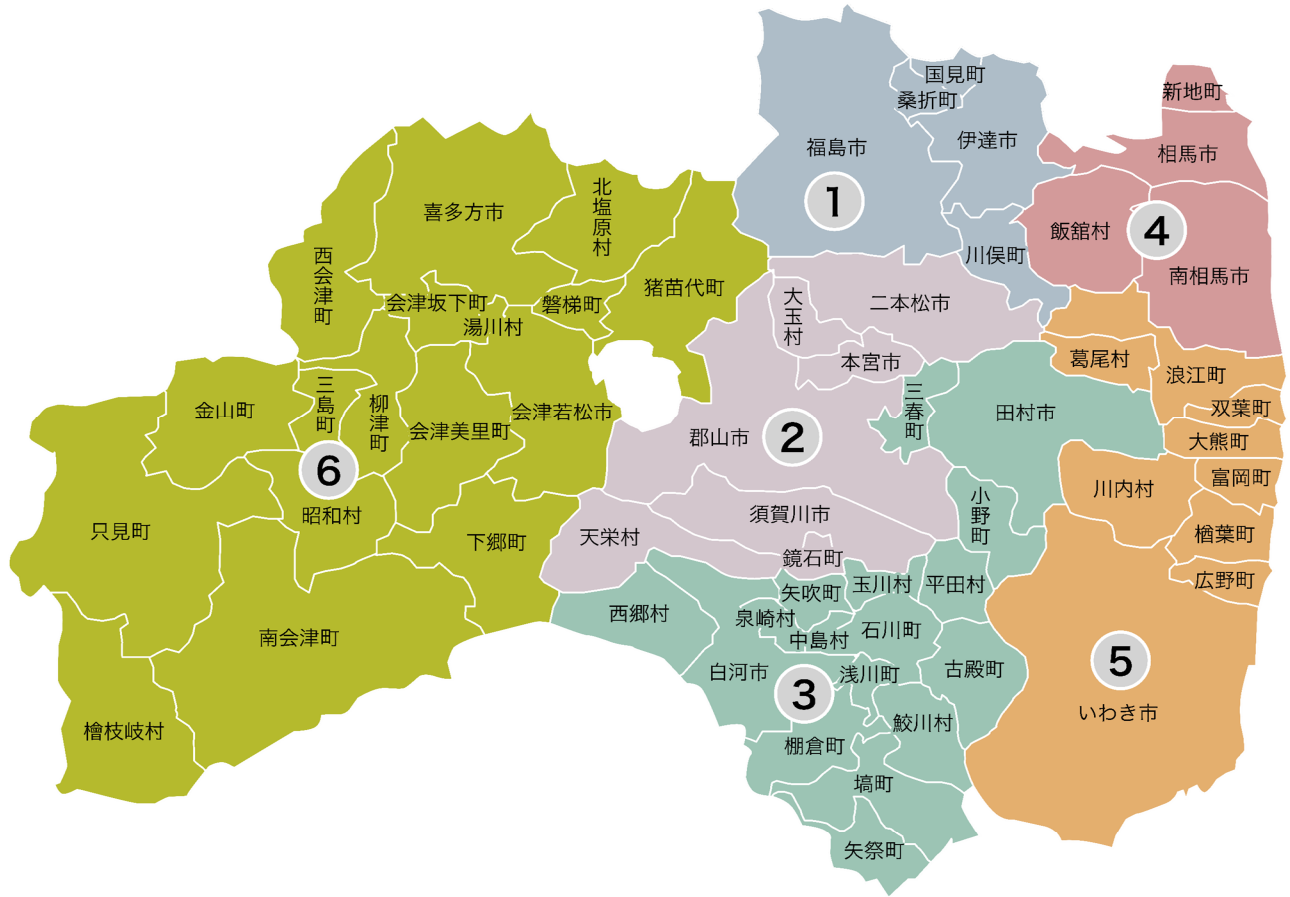 国見町
桑折町
伊達市
福島市
1
川俣町
新地町
相馬市
飯舘村
4
南相馬市
喜多方市
北塩原村
西会津町
猪苗代町
会津坂下町
磐梯町
湯川村
三島町
柳津町
金山町
会津美里町
会津若松市
6
昭和村
只見町
下郷町
南会津町
檜枝岐村
大玉村
二本松市
本宮市
郡山市
2
須賀川市
天栄村
鏡石町
三春町
田村市
小野町
矢吹町
玉川村
平田村
西郷村
泉崎村
中島村
石川町
白河市
3
浅川町
古殿町
鮫川村
棚倉町
塙町
矢祭町
葛尾村
浪江町
双葉町
大熊町
富岡町
川内村
楢葉町
広野町
5
いわき市